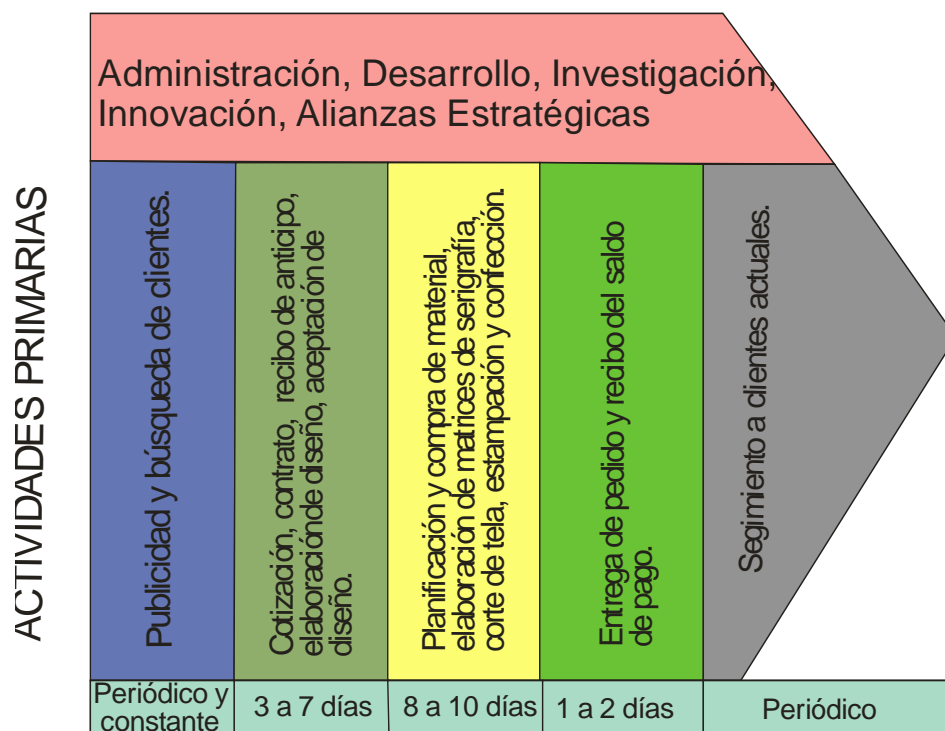 Administración, Desarrollo, Investigación,
Innovación, Alianzas Estratégicas
ACTIVIDADES PRIMARIAS
Publicidad y búsqueda de clientes.
Cotización, contrato, recibo de anticipo,
elaboración de diseño, aceptación de
diseño.
Planificación y compra de material,
elaboración de matrices de serigrafía,
corte de tela, estampación y confección.
Entrega de pedido y recibo del saldo
de pago.
Segimiento a clientes actuales.
Periódico y
constante
3 a 7 días
8 a 10 días
1 a 2 días
Periódico